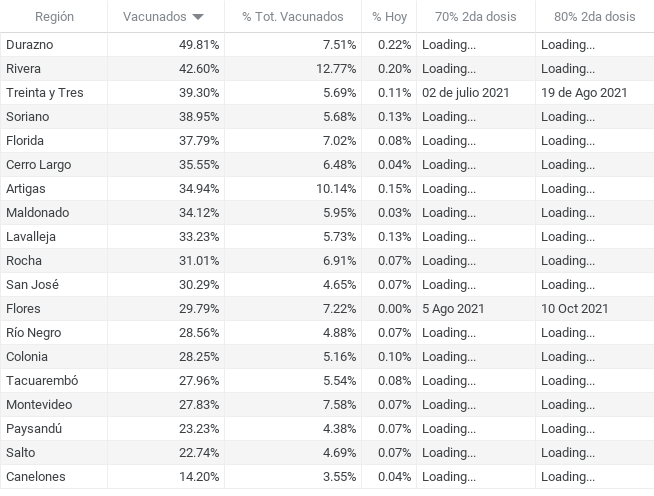 Región Vacunados % Tot. Vacunados % Hoy 70% 2da dosis 80% 2da dosis
Durazno 49.81% 7.51% 0.22% Loading... Loading...
Rivera 42.60% 12.77% 0.20% Loading... Loading...
Treinta y Tres 39.30% 5.69% 0.11% 02 de julio 2021 19 de Ago 2021
Soriano 38.95% 5.68% 0.13% Loading... Loading...
Florida 37.79% 7.02% 0.08% Loading... Loading...
Cerro Largo 35.55% 6.48% 0.04% Loading... Loading...
Artigas 34.94% 10.14% 0.15% Loading... Loading...
Maldonado 34.12% 5.95% 0.03% Loading... Loading...
Lavalleja 33.23% 5.73% 0.13% Loading... Loading...
Rocha 31.01% 6.91% 0.07% Loading... Loading...
San José 30.29% 4.65% 0.07% Loading... Loading...
Flores 29.79% 7.22% 0.00% 5 Ago 2021 10 Oct 2021
Río Negro 28.56% 4.88% 0.07% Loading... Loading...
Colonia 28.25% 5.16% 0.10% Loading... Loading...
Tacuarembó 27.96% 5.54% 0.08% Loading... Loading...
Montevideo 27.83% 7.58% 0.07% Loading... Loading...
Paysandú 23.23% 4.38% 0.07% Loading... Loading...
Salto 22.74% 4.69% 0.07% Loading... Loading...
Canelones 14.20% 3.55% 0.04% Loading... Loading...